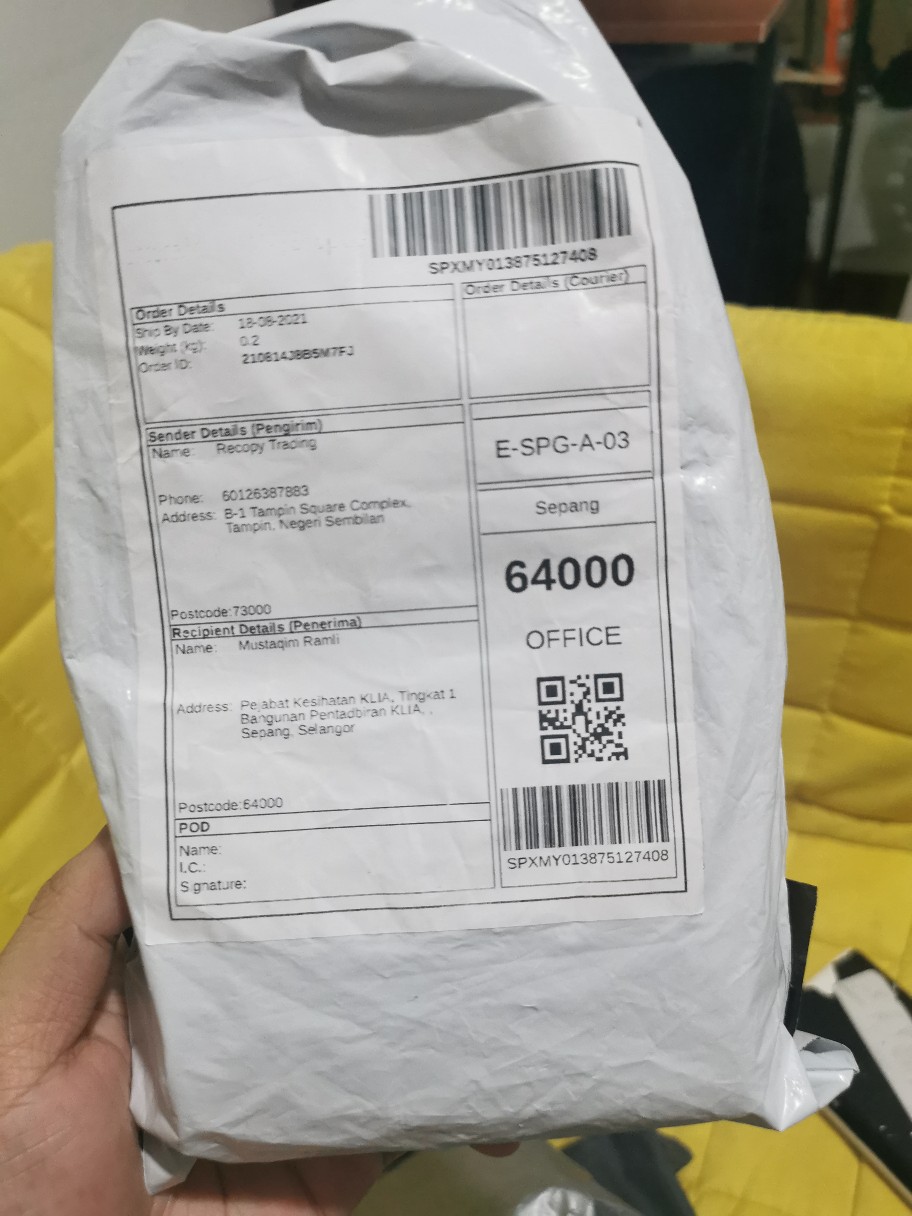 SPXMY013875127408
Order Details
Ship By Date: 18-08-2021
Weight (kg): 0.2
Order ID: 210814J8B5M7FJ
Order Details (Courier)
Sender Details (Pengirim)
Name: Recopy Trading
Phone: 60126387883
Address: B-1 Tampin Square Complex,
Tampin, Negeri Sembilan
Postcode:73000
Recipient Details (Penerima)
Name: Mustaqim Ramli
Address: Pejabat Kesihatan KLIA, Tingkat 1
Bangunan Pentadbiran KLIA, ,
Sepang, Selangor
Postcode:64000
POD
Name:
I.C.:
Signature:
E-SPG-A-03
Sepang
64000
OFFICE
SPXMY013875127408